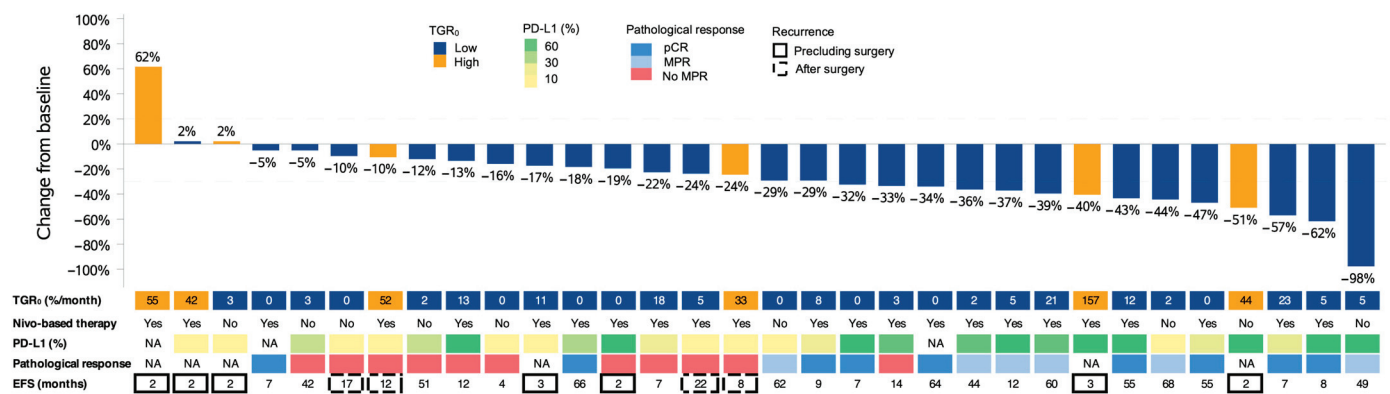 100%
80%
60%
40%
20%
0%
−20%
−40%
−60%
−80%
−100%
Change from baseline
TGR₀
Low
High
PD-L1 (%)
60
30
10
Pathological response
pCR
MPR
No MPR
Recurrence
Precluding surgery
After surgery
62% 2% 2% −5% −5% −10% −10% −12% −13% −16% −17% −18% −19% −22% −24% −24% −29% −29% −32% −33% −34% −36% −37% −39% −40% −43% −44% −47% −51% −57% −62% −98%
TGR₀ (%/month) 55 42 3 0 3 0 52 2 13 0 11 0 0 18 5 33 0 8 0 3 0 2 5 21 157 12 2 0 44 23 5 5
Nivo-based therapy Yes Yes No Yes No No Yes No Yes No Yes Yes Yes Yes Yes Yes No Yes Yes Yes Yes Yes Yes Yes Yes Yes No No No Yes Yes No
PD-L1 (%) NA NA NA
Pathological response NA NA NA NA NA NA
EFS (months) 2 2 2 7 42 17 12 51 12 4 3 66 2 7 22 8 62 9 7 14 64 44 12 60 3 55 68 55 2 7 8 49